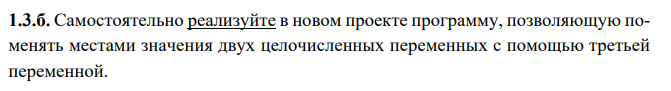 1.3.б. Самостоятельно реализуйте в новом проекте программу, позволяющую по-
менять местами значения двух целочисленных переменных с помощью третьей
переменной.